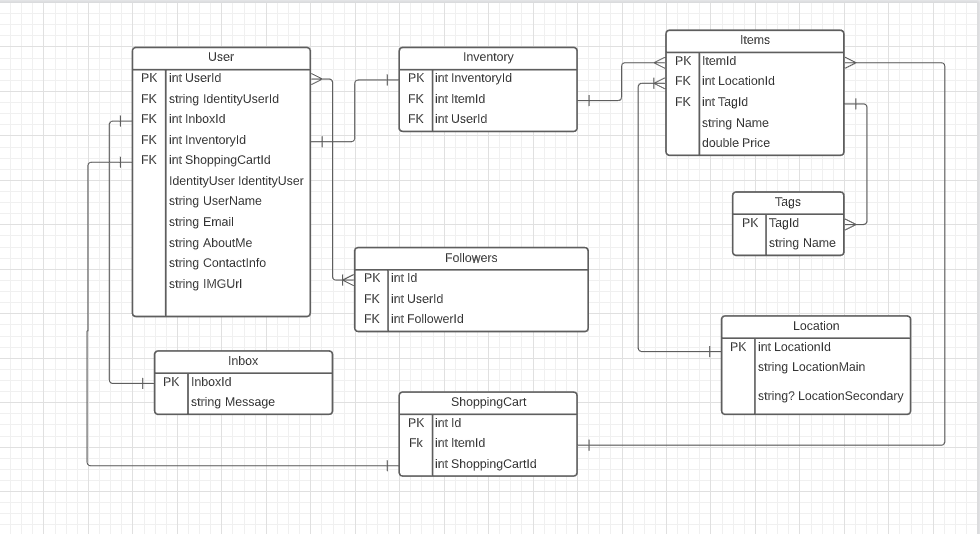 User
PK int UserId
FK string IdentityUserId
FK int InboxId
FK int InventoryId
FK int ShoppingCartId
IdentityUser IdentityUser
string UserName
string Email
string AboutMe
string ContactInfo
string IMGUrl
Inventory
PK int InventoryId
FK int ItemId
FK int UserId
Items
PK ItemId
FK int LocationId
FK int TagId
string Name
double Price
Tags
PK TagId
string Name
Followers
PK int Id
FK int UserId
FK int FollowerId
Location
PK int LocationId
string LocationMain
string? LocationSecondary
Inbox
PK InboxId
string Message
ShoppingCart
PK int Id
Fk int ItemId
int ShoppingCartId